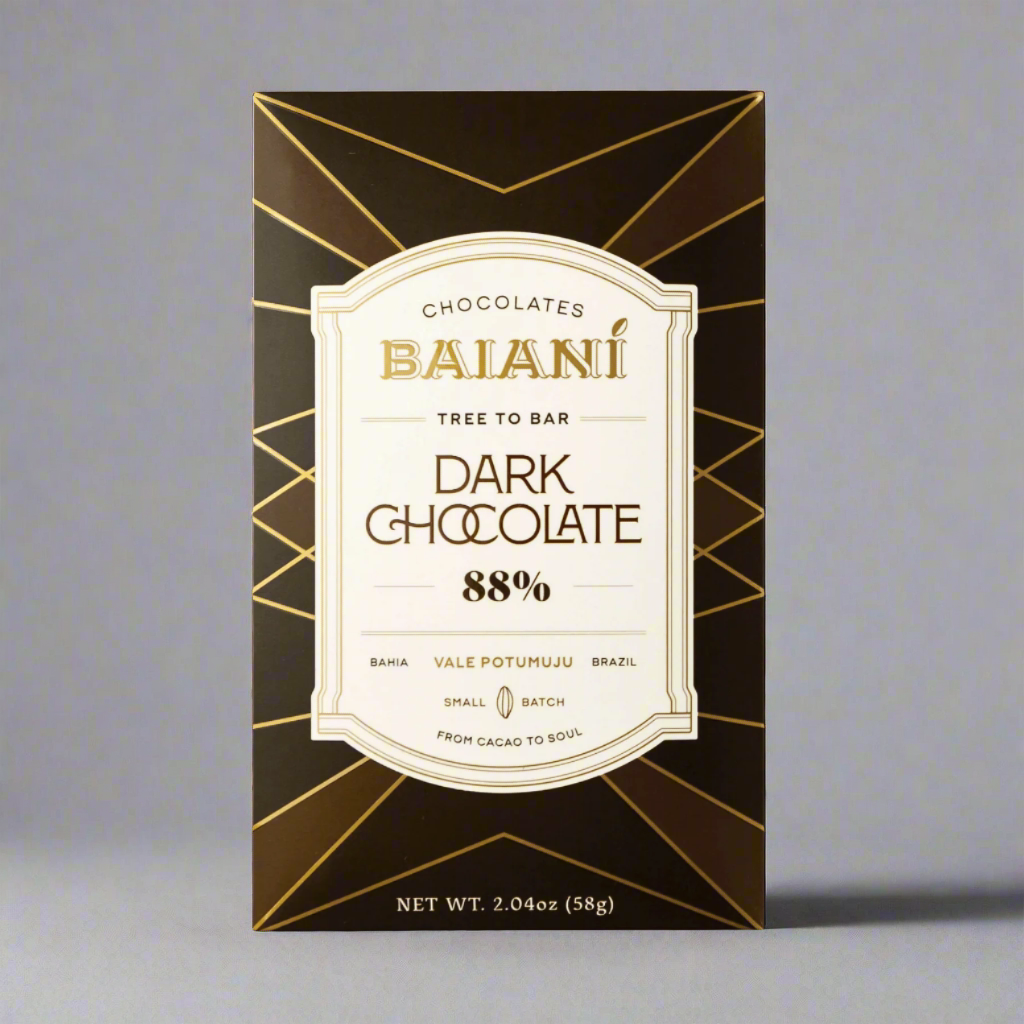 CHOCOLATES
BAIANÍ
TREE TO BAR
DARK
CHOCOLATE
88%
BAHIA VALE POTUMUJU BRAZIL
SMALL BATCH
FROM CACAO TO SOUL
NET WT. 2.04oz (58g)